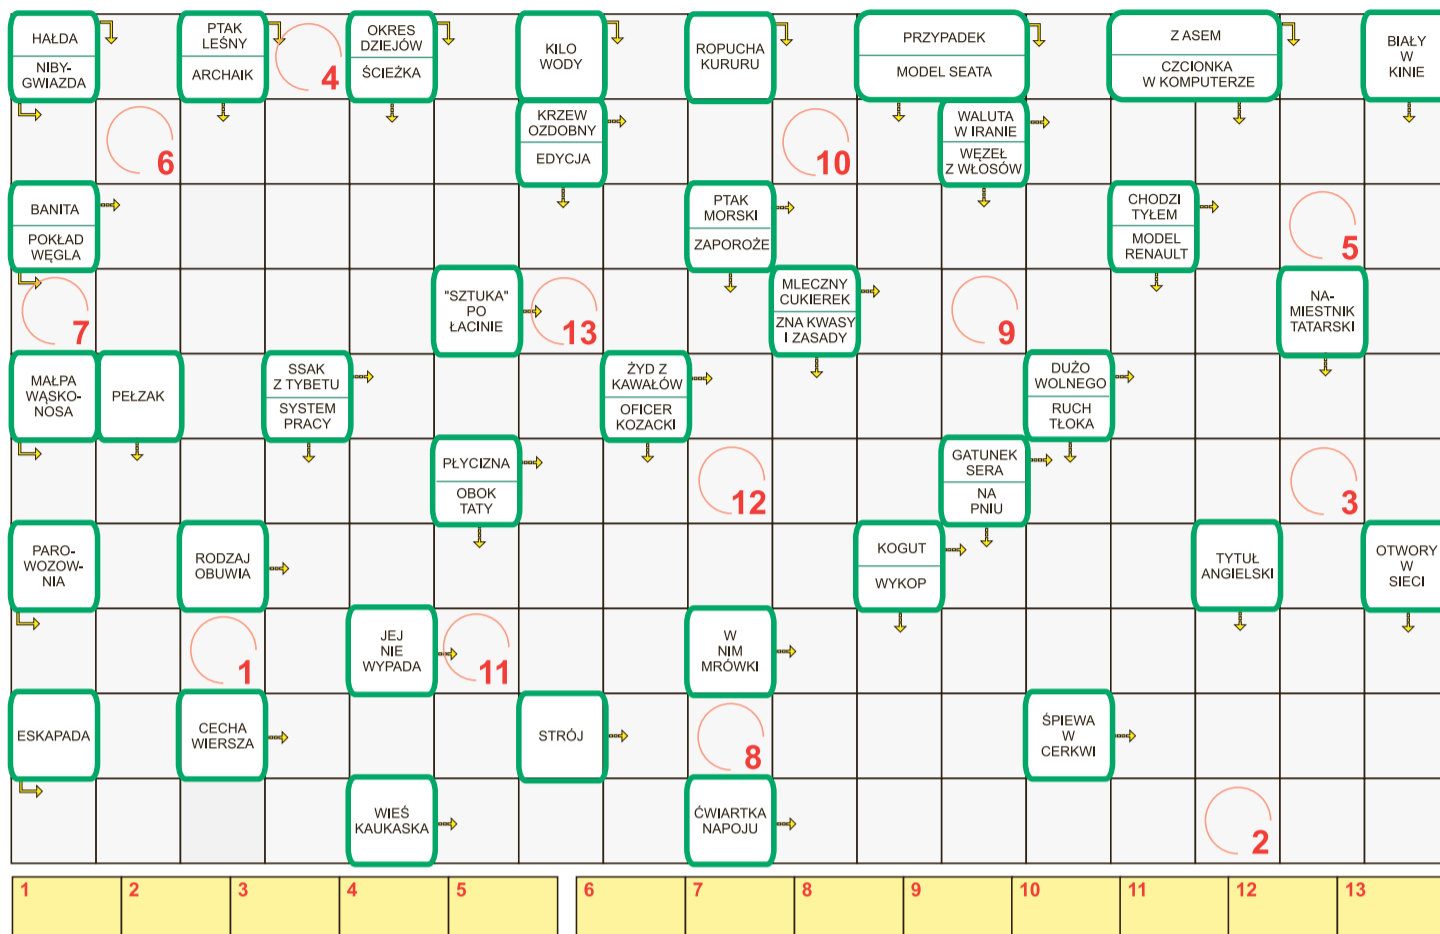 HAŁDA
NIBY-
GWIAZDA
PTAK
LEŚNY
ARCHAIK
4
OKRES
DZIEJÓW
ŚCIEŻKA
KILO
WODY
ROPUCHA
KURURU
PRZYPADEK
MODEL SEATA
Z ASEM
CZCIONKA
W KOMPUTERZE
BIAŁY
W
KINIE
6
KRZEW
OZDOBNY
EDYCJA
10
WALUTA
W IRANIE
WĘZEŁ
Z WŁOSÓW
BANITA
POKŁAD
WĘGLA
PTAK
MORSKI
ZAPOROŻE
CHODZI
TYŁEM
MODEL
RENAULT
5
7
"SZTUKA"
PO
ŁACINIE
13
MLECZNY
CUKIEREK
ZNA KWASY
I ZASADY
9
NA-
MIESTNIK
TATARSKI
MAŁPA
WĄSKO-
NOSA
PEŁZAK
SSAK
Z TYBETU
SYSTEM
PRACY
ŻYD Z
KAWAŁÓW
OFICER
KOZACKI
DUŻO
WOLNEGO
RUCH
TŁOKA
PŁYCIZNA
OBOK
TATY
12
GATUNEK
SERA
NA
PNIU
3
PARO-
WOZOW-
NIA
RODZAJ
OBUWIA
KOGUT
WYKOP
TYTUŁ
ANGIELSKI
OTWORY
W
SIECI
1
JEJ
NIE
WYPADA
11
W
NIM
MRÓWKI
ESKAPADA
CECHA
WIERSZA
STRÓJ
8
ŚPIEWA
W
CERKWI
WIEŚ
KAUKASKA
ĆWIARTKA
NAPOJU
2
1 2 3 4 5 6 7 8 9 10 11 12 13